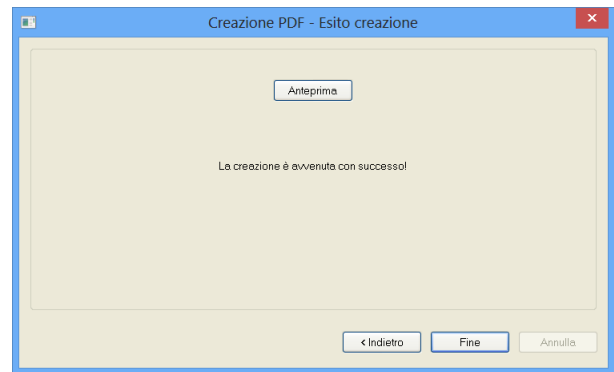 Creazione PDF - Esito creazione
Anteprima
La creazione è avvenuta con successo!
< Indietro
Fine
Annulla